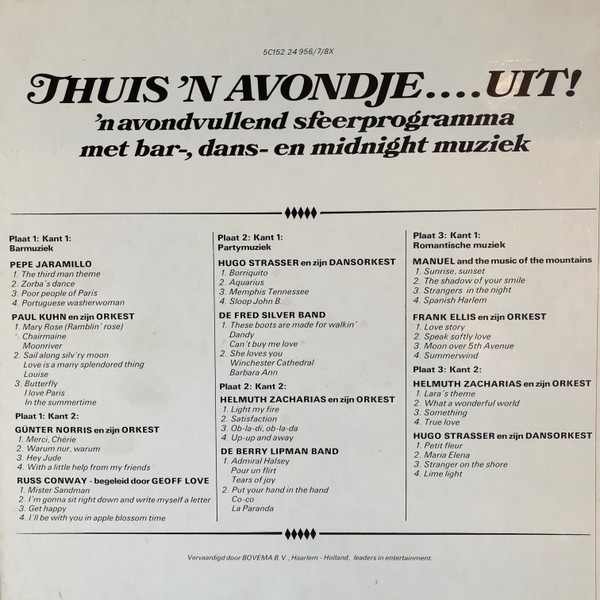 5C152.24 956/7/8X
THUIS 'N AVONDJE....UIT!
'n avondvullend sfeerprogramma
met bar-, dans- en midnight muziek
Plaat 1: Kant 1:
Barmuziek
PEPE JARAMILLO
1. The third man theme
2. Zorba's dance
3. Poor people of Paris
4. Portuguese washerwoman
PAUL KUHN en zijn ORKEST
1. Mary Rose (Ramblin' rose)
Chairmaine
Moonriver
2. Sail along silv'ry moon
Love is a many splendored thing
Louise
3. Butterfly
I love Paris
In the summertime
Plaat 1: Kant 2:
GÜNTER NORRIS en zijn ORKEST
1. Merci, Chérie
2. Warum nur, warum
3. Hey Jude
4. With a little help from my friends
RUSS CONWAY - begeleid door GEOFF LOVE
1. Mister Sandman
2. I'm gonna sit right down and write myself a letter
3. Get happy
4. I'll be with you in apple blossom time
Plaat 2: Kant 1:
Partymuziek
HUGO STRASSER en zijn DANSORKEST
1. Borriquito
2. Aquarius
3. Memphis Tennessee
4. Sloop John B.
DE FRED SILVER BAND
1. These boots are made for walkin'
Dandy
Can't buy me love
2. She loves you
Winchester Cathedral
Barbara Ann
Plaat 2: Kant 2:
HELMUTH ZACHARIAS en zijn ORKEST
1. Light my fire
2. Satisfaction
3. Ob-la-di, ob-la-da
4. Up-up and away
DE BERRY LIPMAN BAND
1. Admiral Halsey
Pour un flirt
Tears of joy
2. Put your hand in the hand
Co-co
La Paranda
Plaat 3: Kant 1:
Romantische muziek
MANUEL and the music of the mountains
1. Sunrise, sunset
2. The shadow of your smile
3. Strangers in the night
4. Spanish Harlem
FRANK ELLIS en zijn ORKEST
1. Love story
2. Speak softly love
3. Moon over 5th Avenue
4. Summerwind
Plaat 3: Kant 2:
HELMUTH ZACHARIAS en zijn ORKEST
1. Lara's theme
2. What a wonderful world
3. Something
4. True love
HUGO STRASSER en zijn DANSORKEST
1. Petit fleur
2. Maria Elena
3. Stranger on the shore
4. Lime light
Vervaardigd door BOVEMA B.V., Haarlem - Holland, leaders in entertainment.